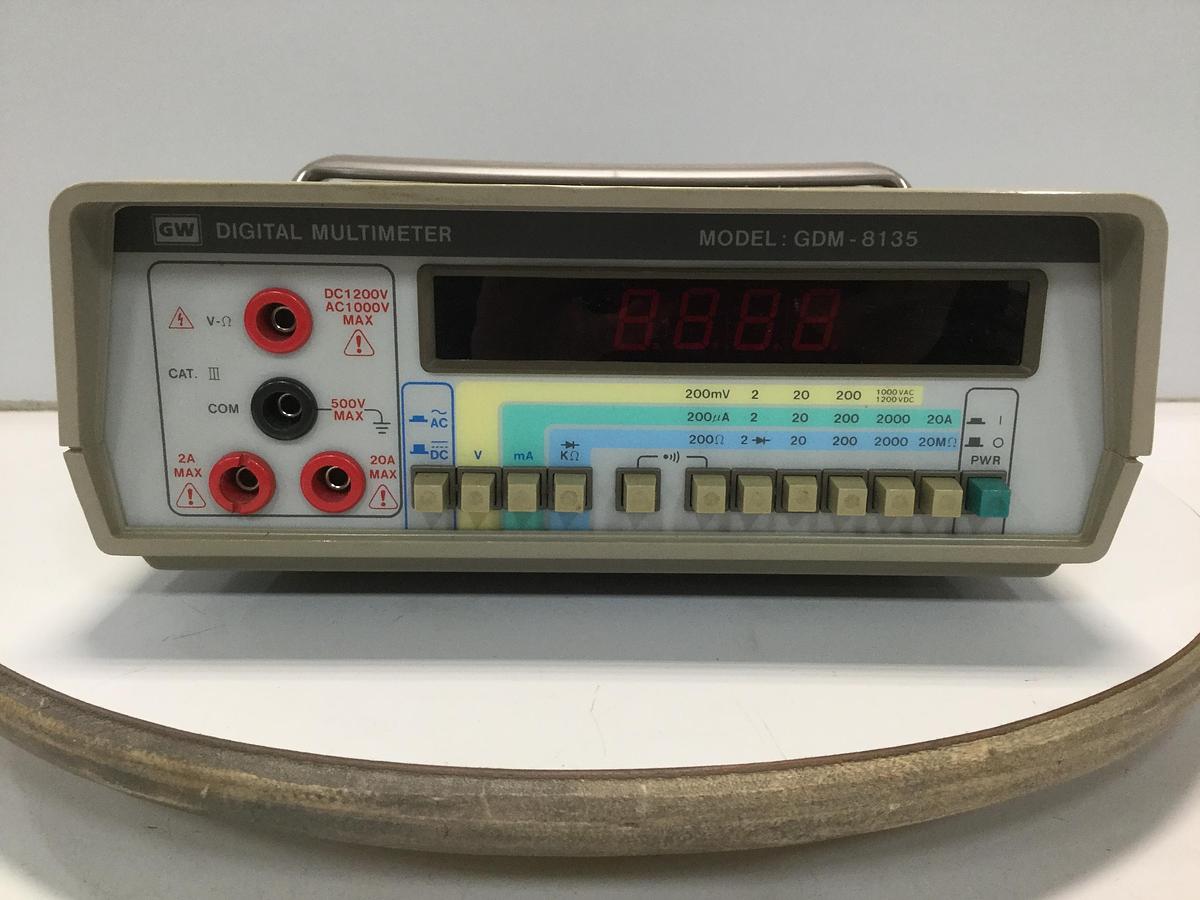 GW DIGITAL MULTIMETER MODEL: GDM-8135
V-Ω
DC1200V
AC1000V
MAX
CAT. III
COM
500V
MAX
2A
MAX
20A
MAX
AC
DC
V
mA
KΩ
200mV 2 20 200 1000 VAC
1200 VDC
200µA 2 20 200 2000 20A
200Ω 2 20 200 2000 20MΩ
I
O
PWR